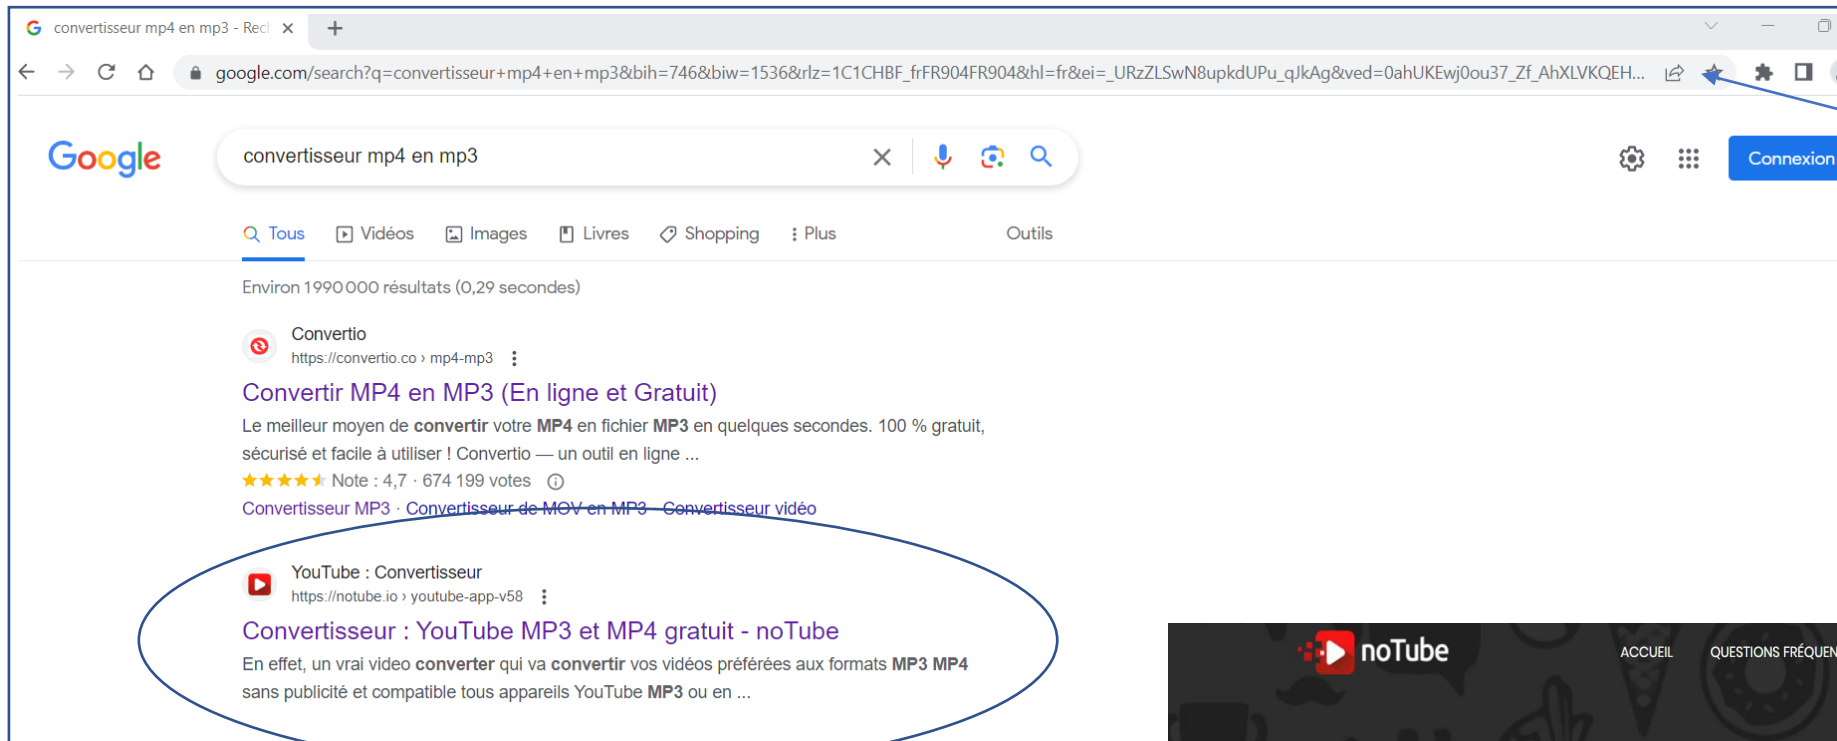 convertisseur mp4 en mp3 - Rech
google.com/search?q=convertisseur+mp4+en+mp3&bih=746&biw=1536&rlz=1C1CHBF_frFR904FR904&hl=fr&ei=_URzZLSwN8upkdUPu_qJkAg&ved=0ahUKEwj0ou37_Zf_AhXLVKQEH...
Google
convertisseur mp4 en mp3
Connexion
Tous Vidéos Images Livres Shopping Plus Outils
Environ 1 990 000 résultats (0,29 secondes)
Convertio
https://convertio.co › mp4-mp3
Convertir MP4 en MP3 (En ligne et Gratuit)
Le meilleur moyen de convertir votre MP4 en fichier MP3 en quelques secondes. 100 % gratuit,
sécurisé et facile à utiliser ! Convertio — un outil en ligne ...
Note : 4,7 · 674 199 votes
Convertisseur MP3 · Convertisseur de MOV en MP3 · Convertisseur vidéo
YouTube : Convertisseur
https://notube.io › youtube-app-v58
Convertisseur : YouTube MP3 et MP4 gratuit - noTube
En effet, un vrai video converter qui va convertir vos vidéos préférées aux formats MP3 MP4
sans publicité et compatible tous appareils YouTube MP3 ou en ...
noTube
ACCUEIL QUESTIONS FRÉQUEN